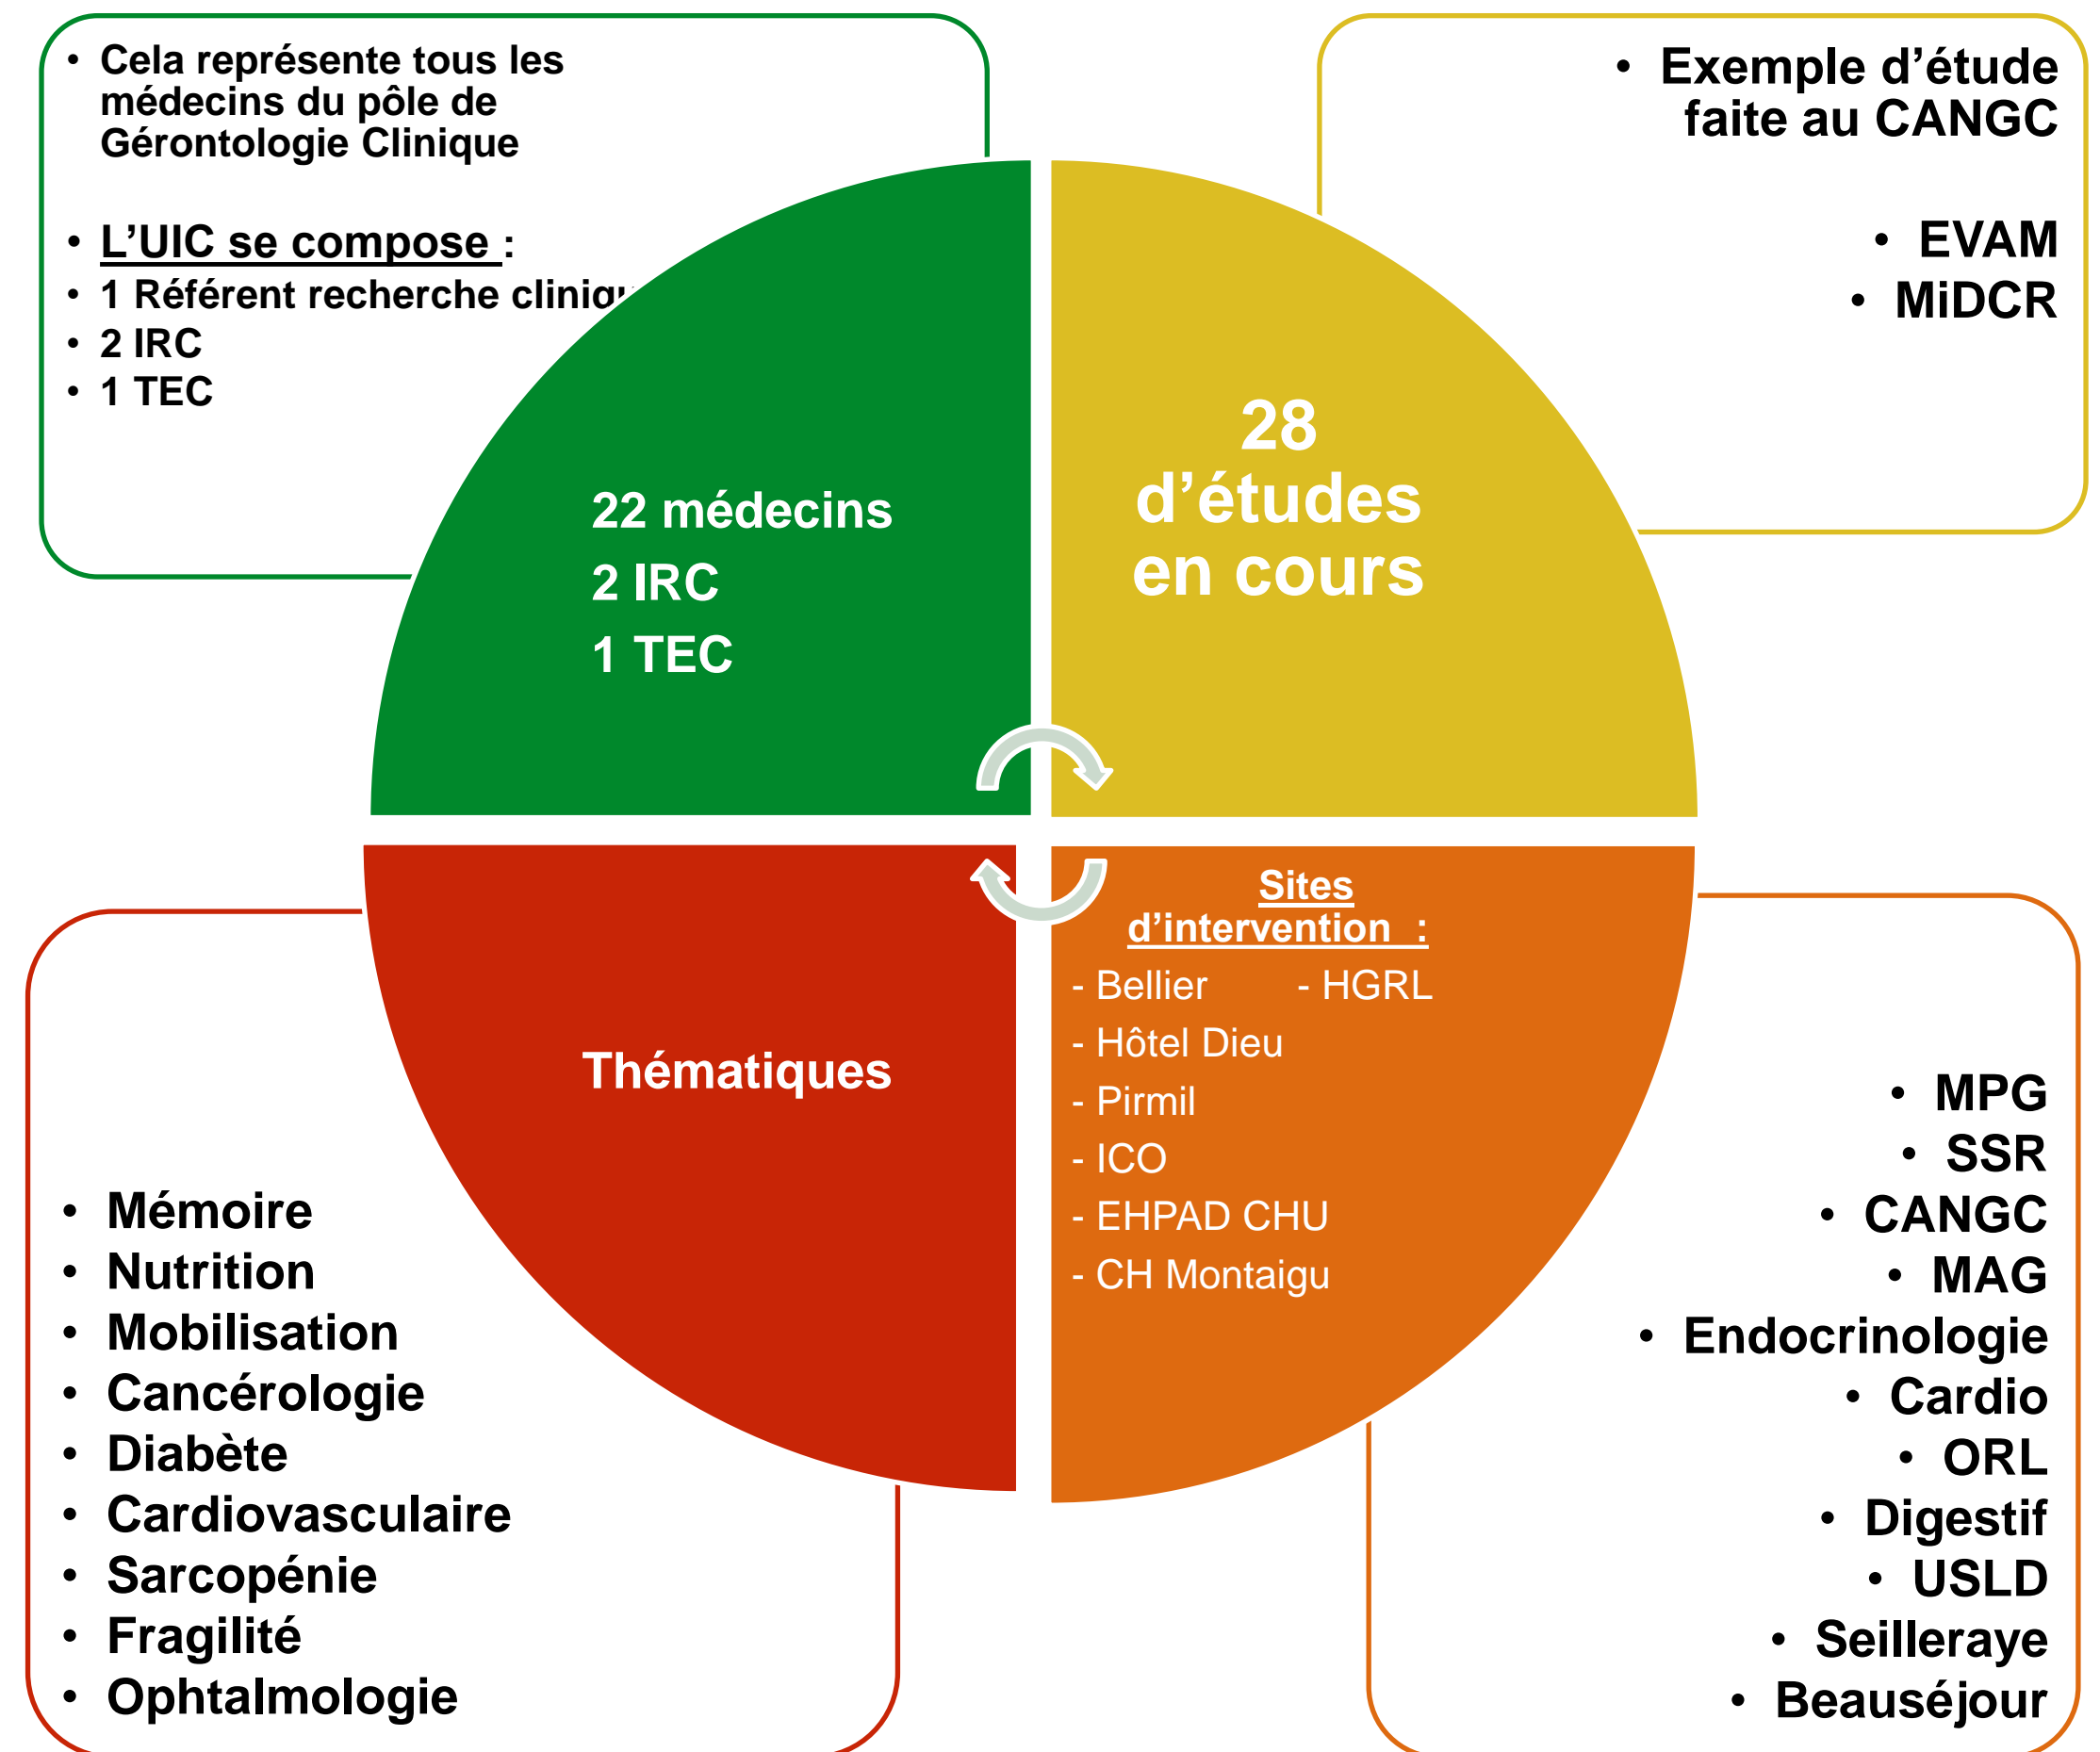 • Cela représente tous les
médecins du pôle de
Gérontologie Clinique
• L’UIC se compose :
• 1 Référent recherche
• 2 IRC
• 1 TEC
22 médecins
2 IRC
1 TEC
• Exemple d’étude
faite au CANGC
• EVAM
• MiDCR
28
d’études
en cours
Thématiques
• Mémoire
• Nutrition
• Mobilisation
• Cancérologie
• Diabète
• Cardiovasculaire
• Sarcopénie
• Fragilité
• Ophtalmologie
Sites
d’intervention :
- Bellier - HGRL
- Hôtel Dieu
- Pirmil
- ICO
- EHPAD CHU
- CH Montaigu
• MPG
• SSR
• CANGC
• MAG
• Endocrinologie
• Cardio
• ORL
• Digestif
• USLD
• Seilleraye
• Beauséjour